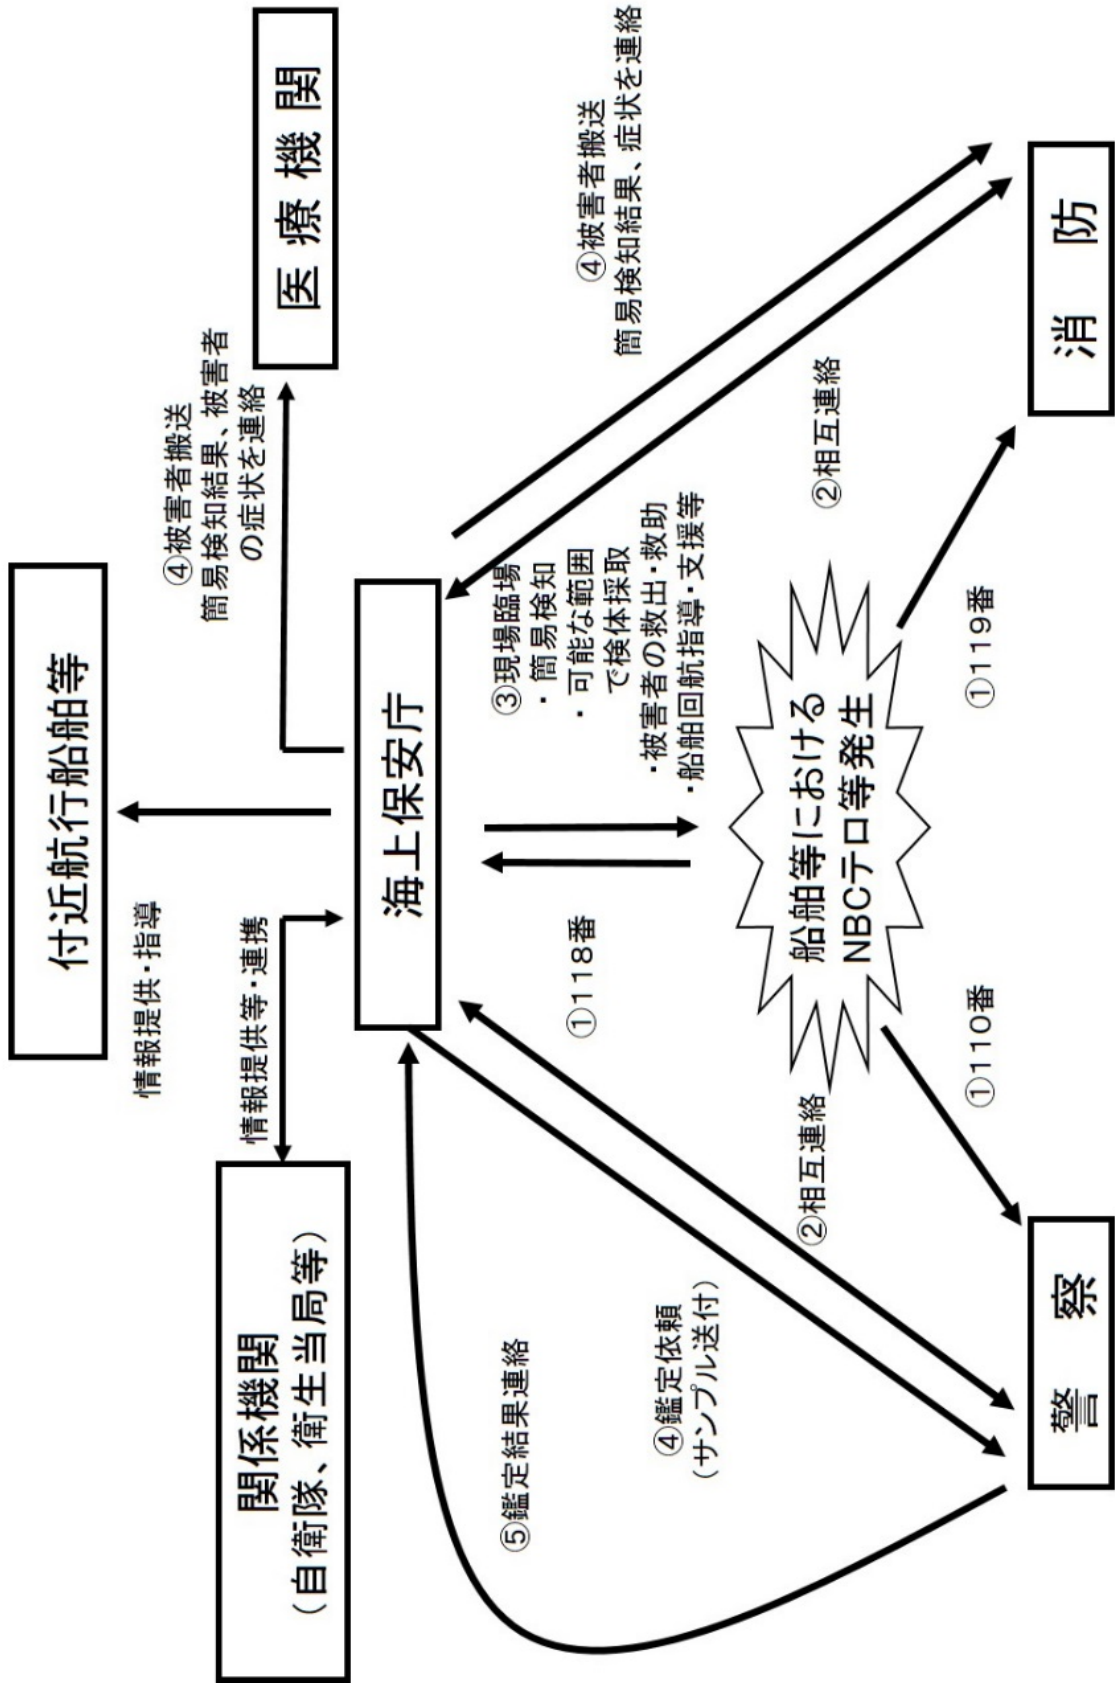 付近航行船舶等
情報提供・指導
関係機関
（自衛隊、衛生当局等）
情報提供等・連携
④被害者搬送
簡易検知結果、被害者
の症状を連絡
医療機関
海上保安庁
⑤鑑定結果連絡
④鑑定依頼
（サンプル送付）
②相互連絡
①118番
③現場臨場
・簡易検知
・可能な範囲
で検体採取
・被害者の救出・救助
・船舶回航指導・支援等
④被害者搬送
簡易検知結果、症状を連絡
②相互連絡
船舶等における
NBCテロ等発生
①110番
①119番
警察
消防